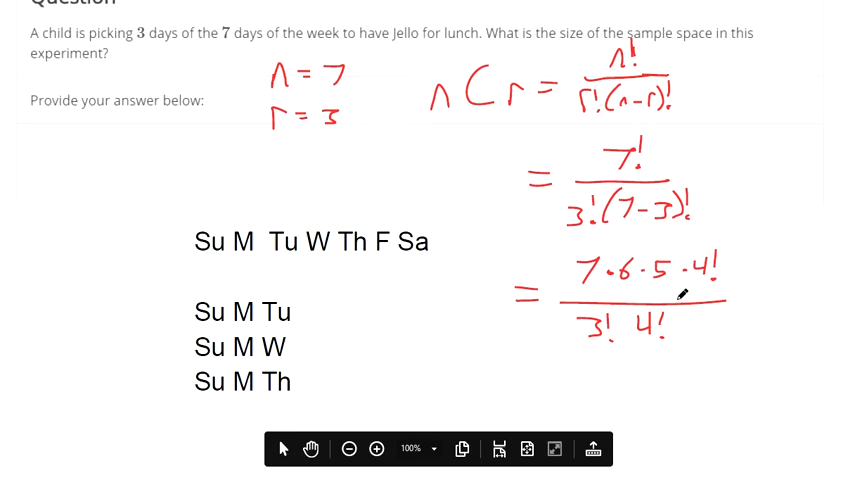 Question
A child is picking 3 days of the 7 days of the week to have Jello for lunch. What is the size of the sample space in this
experiment?
n = 7
nCr = n! / r!(n-r)!
Provide your answer below:
r = 3
= 7! / 3!(7-3)!
Su M Tu W Th F Sa
= 7·6·5·4! / 3! 4!
Su M Tu
Su M W
Su M Th
100%